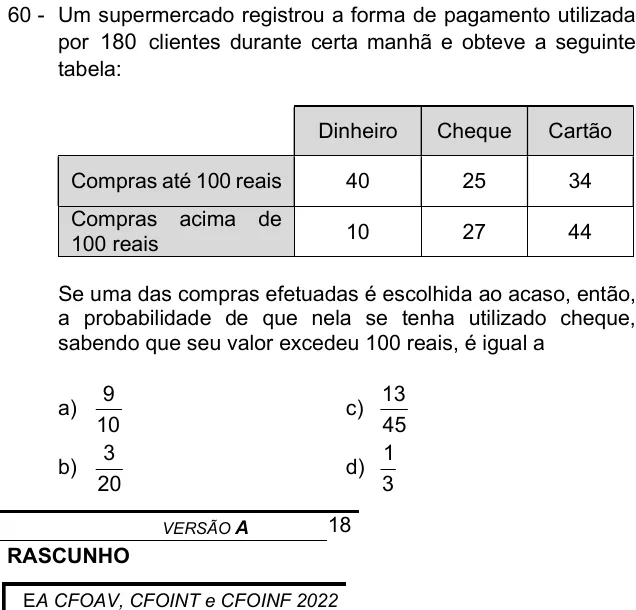 60 - Um supermercado registrou a forma de pagamento utilizada
por 180 clientes durante certa manhã e obteve a seguinte
tabela:
Dinheiro Cheque Cartão
Compras até 100 reais 40 25 34
Compras acima de
100 reais 10 27 44
Se uma das compras efetuadas é escolhida ao acaso, então,
a probabilidade de que nela se tenha utilizado cheque,
sabendo que seu valor excedeu 100 reais, é igual a
a) 9/10 c) 13/45
b) 3/20 d) 1/3
VERSÃO A 18
RASCUNHO
EA CFOAV, CFOINT e CFOINF 2022